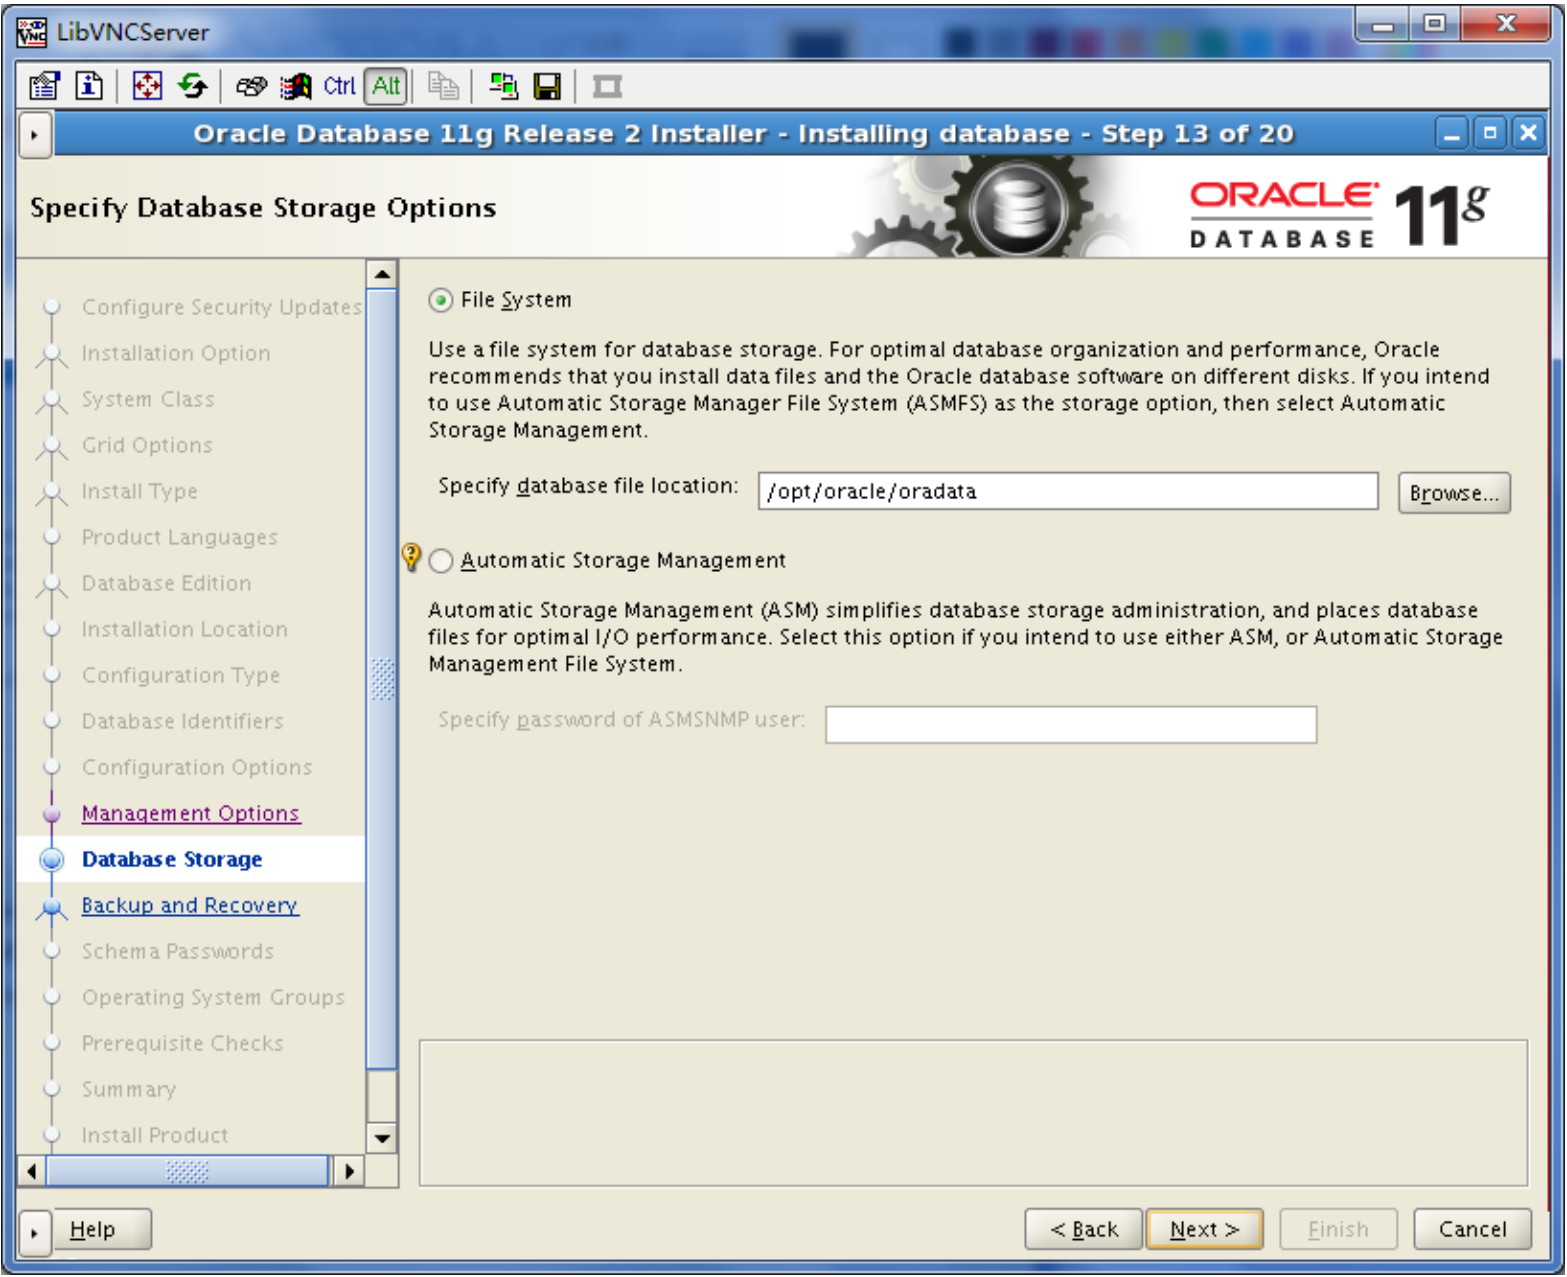 LibVNCServer
Ctrl Alt
Oracle Database 11g Release 2 Installer - Installing database - Step 13 of 20
Specify Database Storage Options
ORACLE
DATABASE
11g
Configure Security Updates
Installation Option
System Class
Grid Options
Install Type
Product Languages
Database Edition
Installation Location
Configuration Type
Database Identifiers
Configuration Options
Management Options
Database Storage
Backup and Recovery
Schema Passwords
Operating System Groups
Prerequisite Checks
Summary
Install Product
File System
Use a file system for database storage. For optimal database organization and performance, Oracle
recommends that you install data files and the Oracle database software on different disks. If you intend
to use Automatic Storage Manager File System (ASMFS) as the storage option, then select Automatic
Storage Management.
Specify database file location: /opt/oracle/oradata Browse...
Automatic Storage Management
Automatic Storage Management (ASM) simplifies database storage administration, and places database
files for optimal I/O performance. Select this option if you intend to use either ASM, or Automatic Storage
Management File System.
Specify password of ASMSNMP user:
Help
< Back Next > Finish Cancel